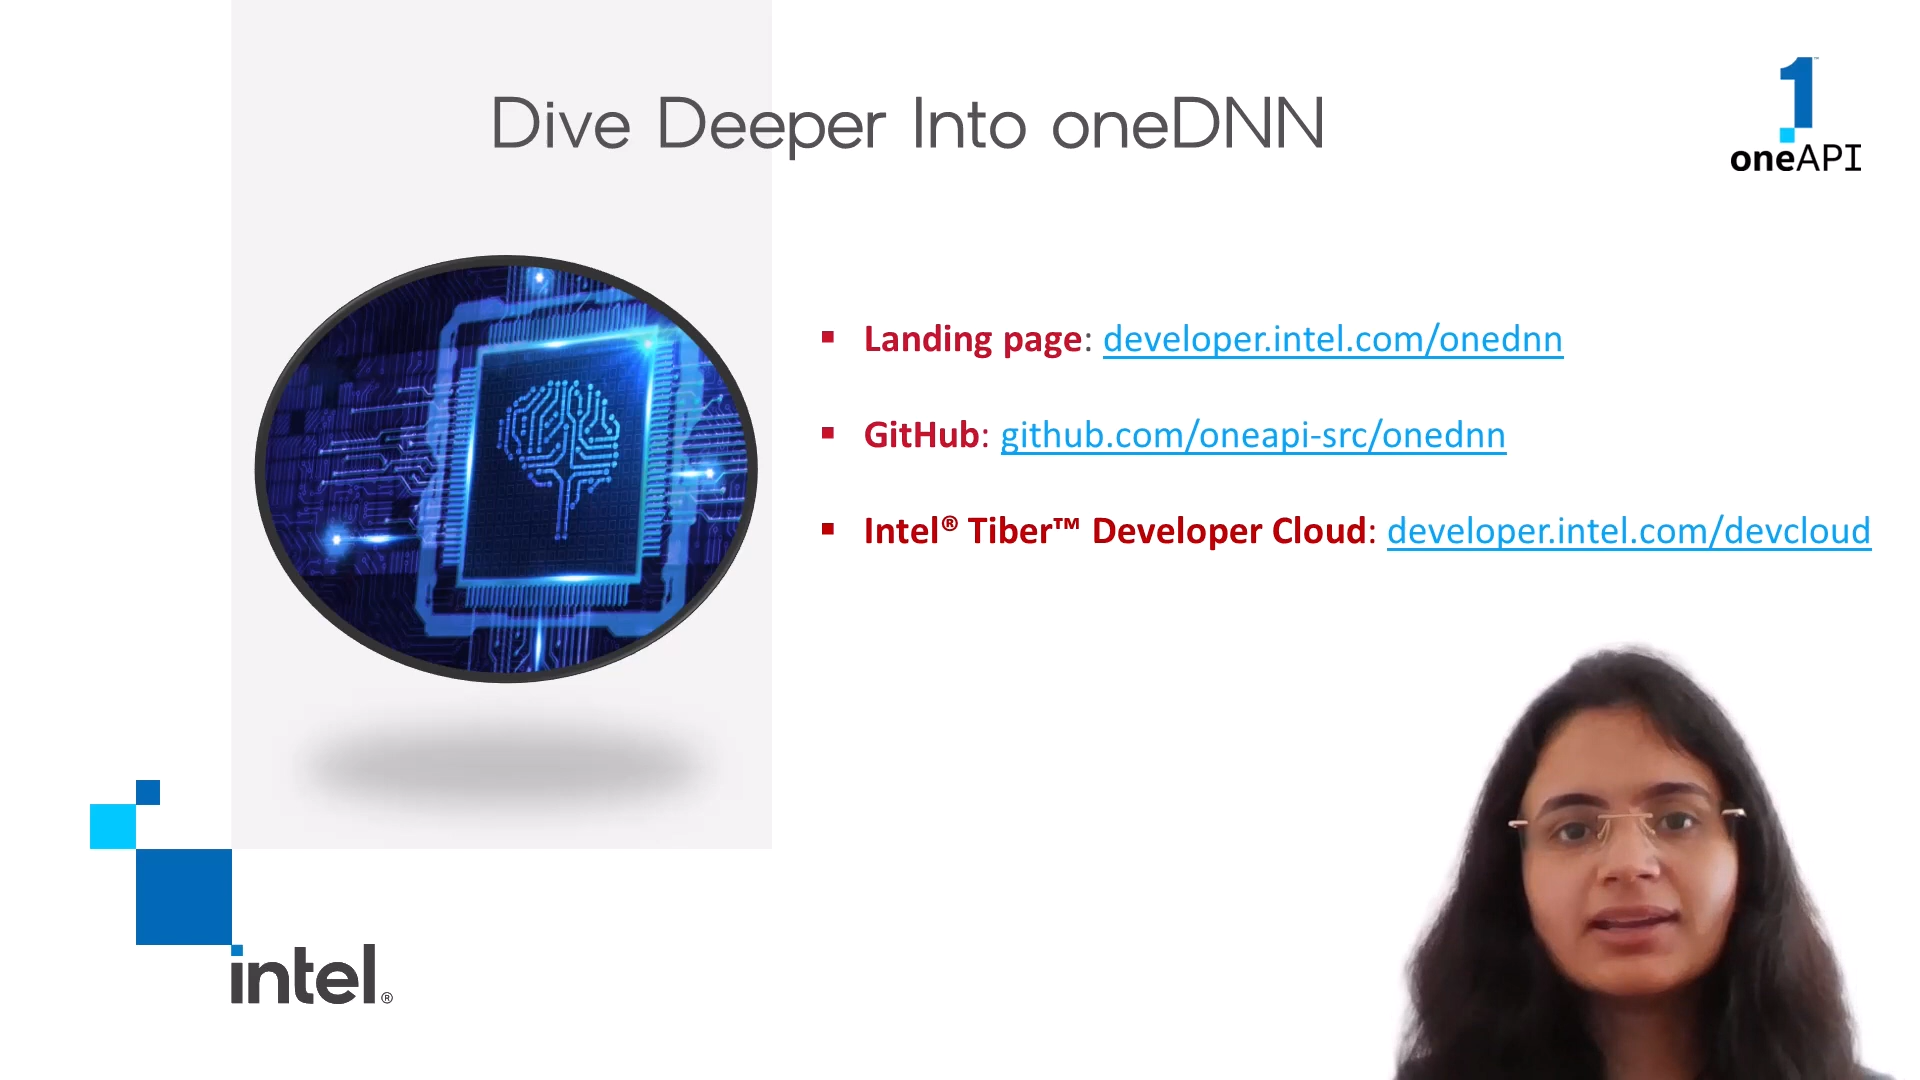 Dive Deeper Into oneDNN
1™
oneAPI
▪ Landing page: developer.intel.com/onednn
▪ GitHub: github.com/oneapi-src/onednn
▪ Intel® Tiber™ Developer Cloud: developer.intel.com/devcloud
intel®